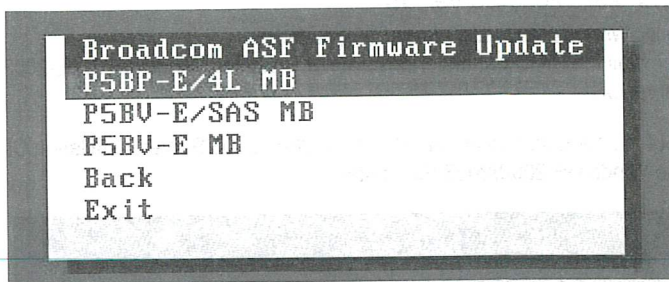 Broadcom ASF Firmware Update
P5BP-E/4L MB
P5BV-E/SAS MB
P5BV-E MB
Back
Exit